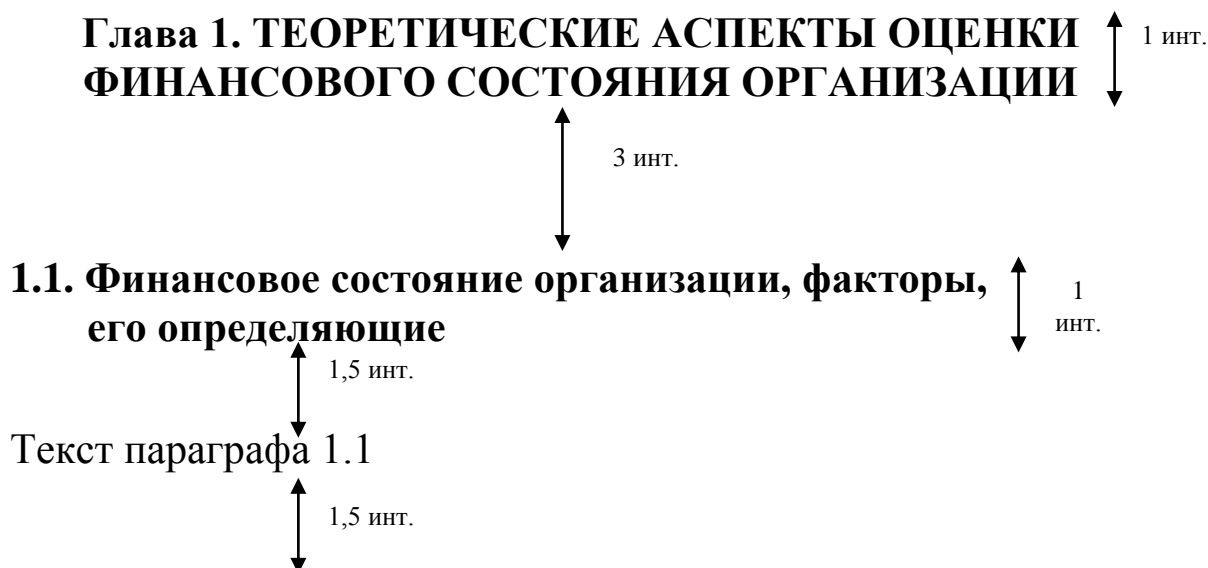 Глава 1. ТЕОРЕТИЧЕСКИЕ АСПЕКТЫ ОЦЕНКИ
1 инт.
ФИНАНСОВОГО СОСТОЯНИЯ ОРГАНИЗАЦИИ
3 инт.
1.1. Финансовое состояние организации, факторы,
его определяющие
1
инт.
1,5 инт.
Текст параграфа 1.1
1,5 инт.